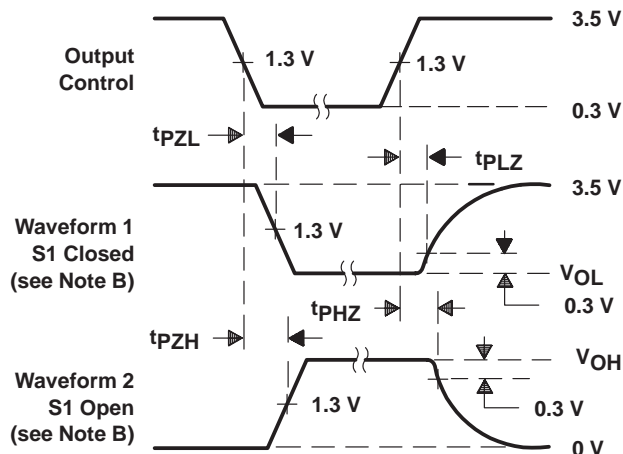 3.5 V
Output
Control
1.3 V
1.3 V
0.3 V
tPZL
tPLZ
3.5 V
Waveform 1
S1 Closed
(see Note B)
1.3 V
VOL
0.3 V
tPHZ
tPZH
VOH
Waveform 2
S1 Open
(see Note B)
1.3 V
0.3 V
0 V